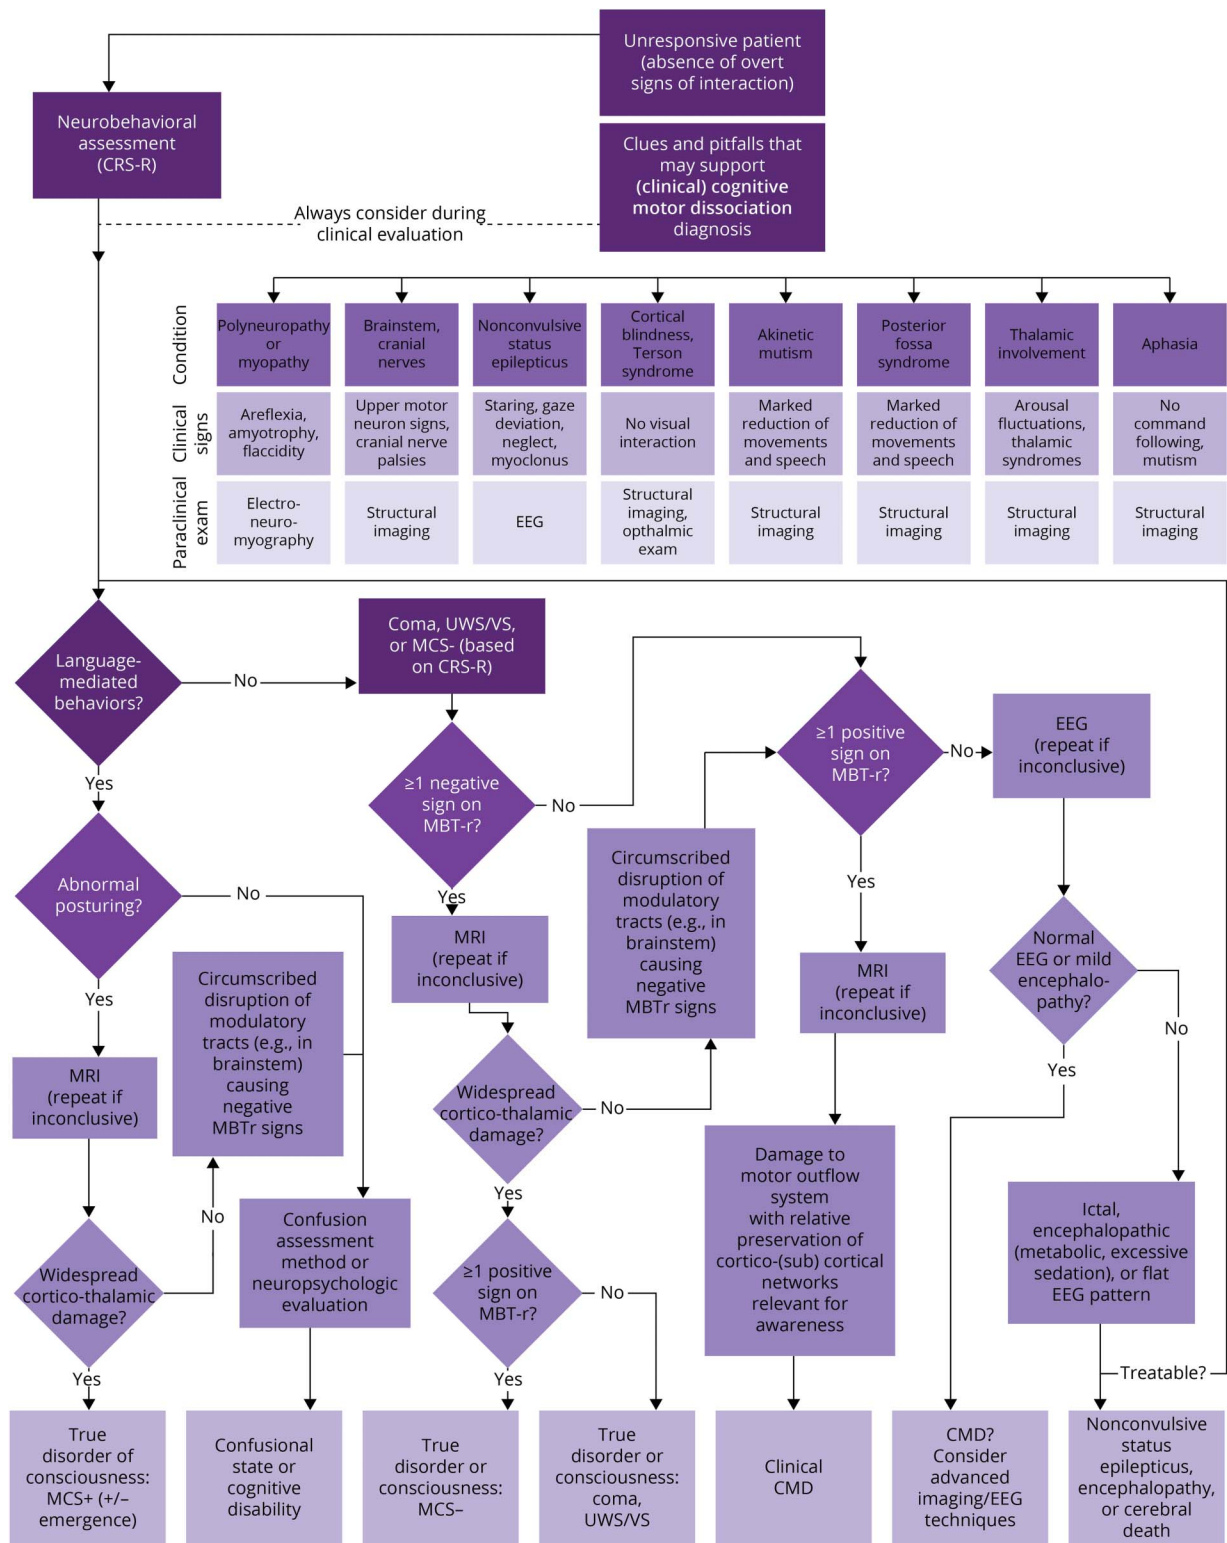 Unresponsive patient
(absence of overt
signs of interaction)
Neurobehavioral
assessment
(CRS-R)
Clues and pitfalls that
may support
(clinical) cognitive
motor dissociation
diagnosis
Always consider during
clinical evaluation
Condition
Polyneuropathy
or
myopathy
Brainstem,
cranial
nerves
Nonconvulsive
status
epilepticus
Cortical
blindness,
Terson
syndrome
Akinetic
mutism
Posterior
fossa
syndrome
Thalamic
involvement
Aphasia
Clinical
signs
Areflexia,
amyotrophy,
flaccidity
Upper motor
neuron signs,
cranial nerve
palsies
Staring, gaze
deviation,
neglect,
myoclonus
No visual
interaction
Marked
reduction of
movements
and speech
Marked
reduction of
movements
and speech
Arousal
fluctuations,
thalamic
syndromes
No
command
following,
mutism
Paraclinical
exam
Electro-
neuro-
myography
Structural
imaging
EEG
Structural
imaging,
opthalmic
exam
Structural
imaging
Structural
imaging
Structural
imaging
Structural
imaging
Language-
mediated
behaviors?
No
Yes
Coma, UWS/VS,
or MCS- (based
on CRS-R)
≥1 negative
sign on
MBT-r?
No
Yes
≥1 positive
sign on
MBT-r?
No
Yes
EEG
(repeat if
inconclusive)
Abnormal
posturing?
No
Yes
Circumscribed
disruption of
modulatory
tracts (e.g., in
brainstem)
causing
negative
MBTr signs
MRI
(repeat if
inconclusive)
Circumscribed
disruption of
modulatory
tracts (e.g., in
brainstem)
causing
negative
MBTr signs
MRI
(repeat if
inconclusive)
Normal
EEG or mild
encephalo-
pathy?
No
Yes
MRI
(repeat if
inconclusive)
Widespread
cortico-thalamic
damage?
No
Yes
Widespread
cortico-thalamic
damage?
No
Yes
Confusion
assessment
method or
neuropsychologic
evaluation
≥1 positive
sign on
MBT-r?
No
Yes
Damage to
motor outflow
system
with relative
preservation of
cortico-(sub) cortical
networks
relevant for
awareness
Ictal,
encephalopathic
(metabolic, excessive
sedation), or flat
EEG pattern
Treatable?
True
disorder of
consciousness:
MCS+ (+/–
emergence)
Confusional
state or
cognitive
disability
True
disorder or
consciousness:
MCS–
True
disorder or
consciousness:
coma,
UWS/VS
Clinical
CMD
CMD?
Consider
advanced
imaging/EEG
techniques
Nonconvulsive
status
epilepticus,
encephalopathy,
or cerebral
death